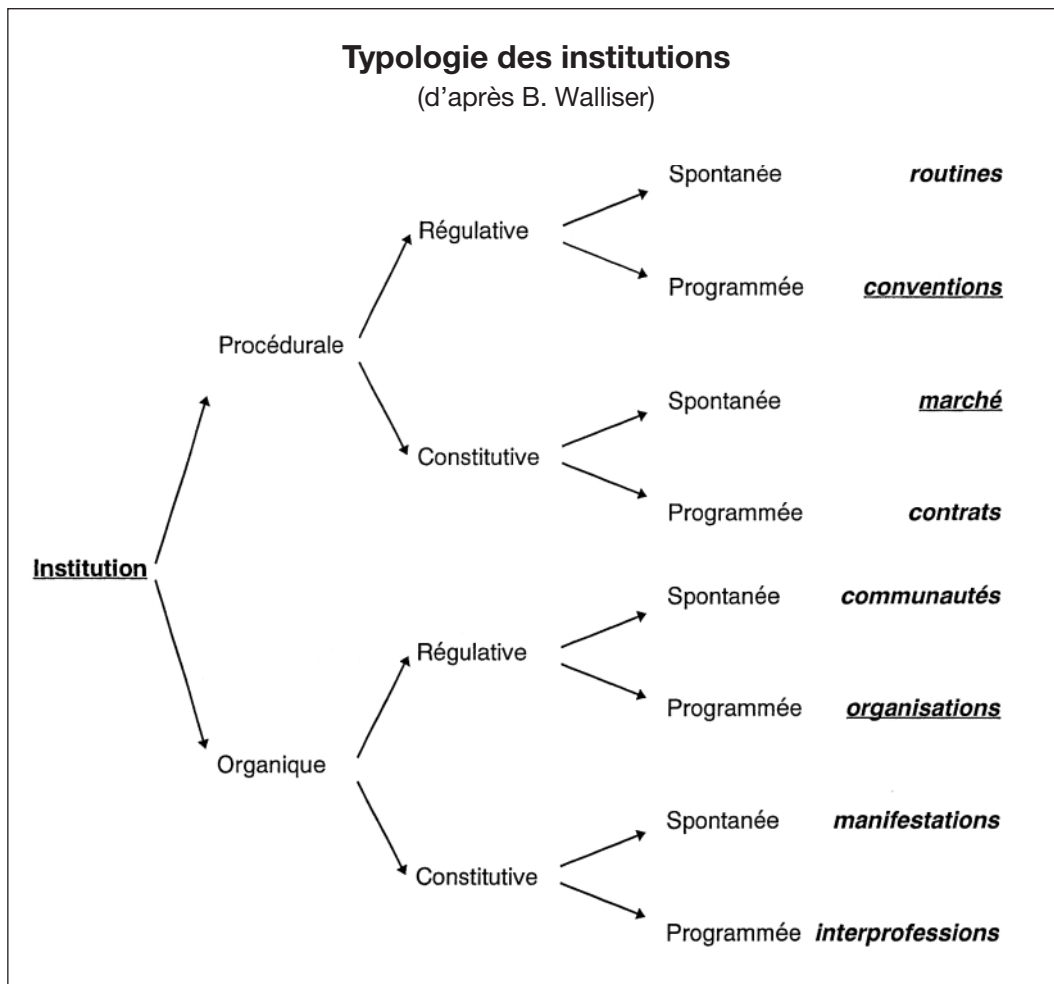 Typologie des institutions
(d'après B. Walliser)
Spontanée routines
Régulative
Programmée conventions
Procédurale
Spontanée marché
Constitutive
Programmée contrats
Institution
Spontanée communautés
Régulative
Programmée organisations
Organique
Spontanée manifestations
Constitutive
Programmée interprofessions